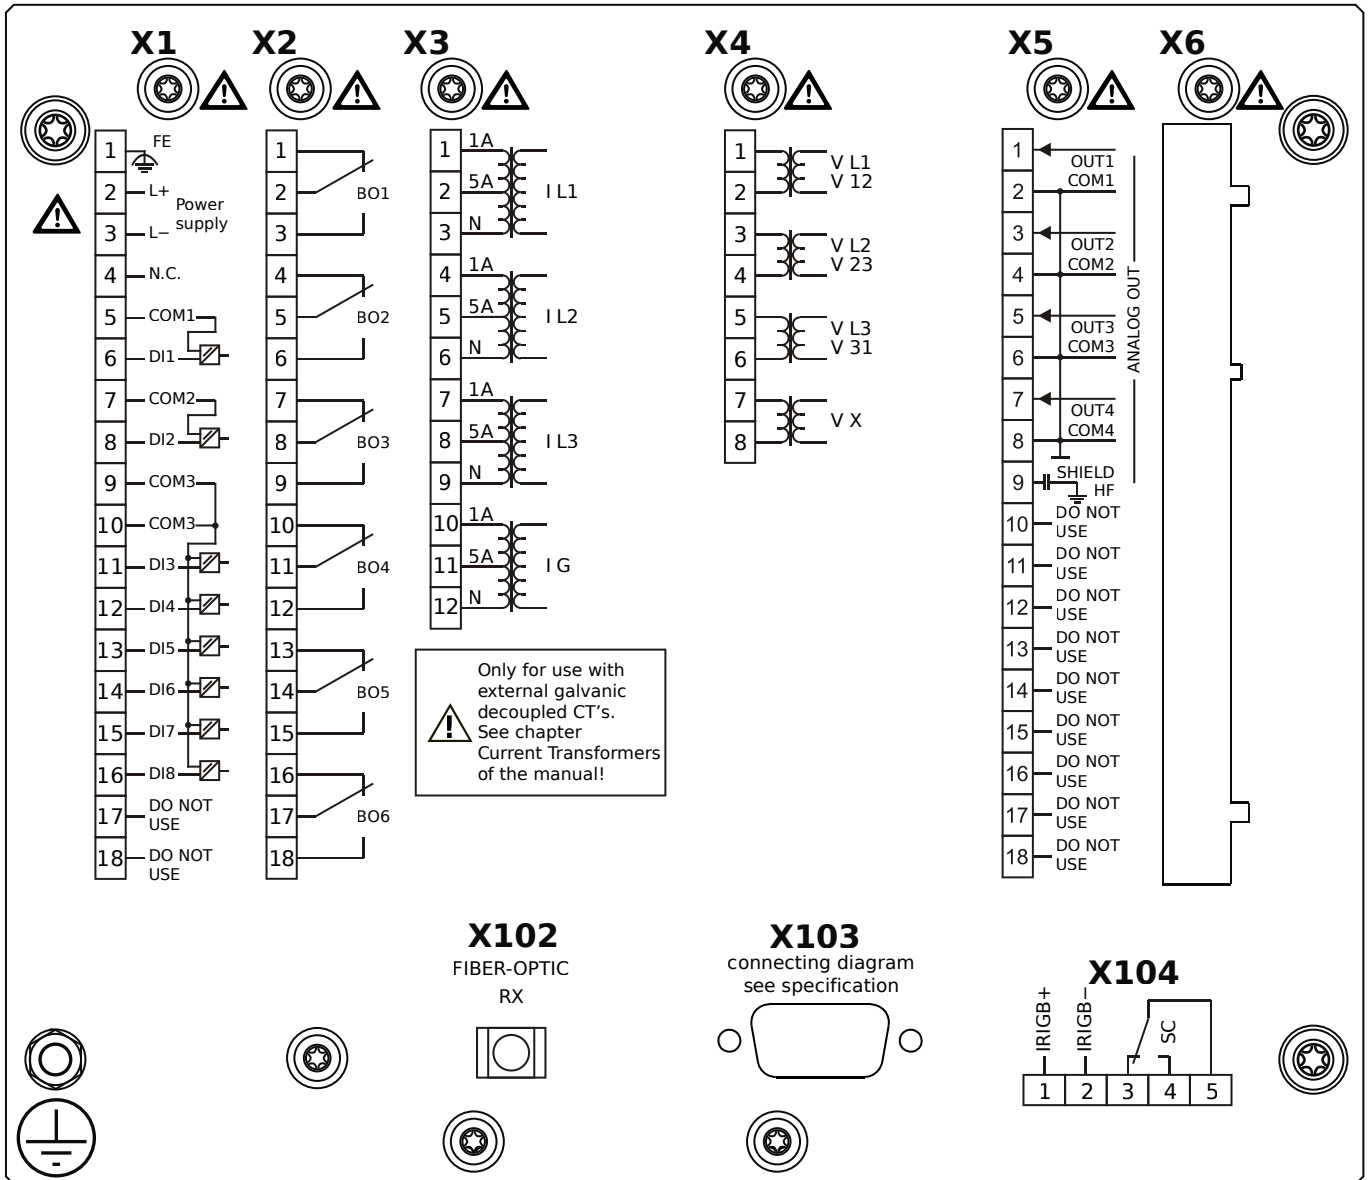 X1
X2
X3
X4
X5
X6
1 FE
2 L+
Power
supply
3 L−
4 N.C.
5 COM1
6 DI1
7 COM2
8 DI2
9 COM3
10 COM3
11 DI3
12 DI4
13 DI5
14 DI6
15 DI7
16 DI8
17 DO NOT
USE
18 DO NOT
USE
1
2 BO1
3
4
5 BO2
6
7
8 BO3
9
10
11 BO4
12
13
14 BO5
15
16
17 BO6
18
1 1A
2 5A I L1
3 N
4 1A
5 5A I L2
6 N
7 1A
8 5A I L3
9 N
10 1A
11 5A I G
12 N
Only for use with
external galvanic
decoupled CT's.
See chapter
Current Transformers
of the manual!
1 V L1
2 V 12
3 V L2
4 V 23
5 V L3
6 V 31
7 V X
8
1 OUT1
2 COM1
3 OUT2
4 COM2
5 OUT3
6 COM3
7 OUT4
8 COM4
ANALOG OUT
9 SHIELD
HF
10 DO NOT
USE
11 DO NOT
USE
12 DO NOT
USE
13 DO NOT
USE
14 DO NOT
USE
15 DO NOT
USE
16 DO NOT
USE
17 DO NOT
USE
18 DO NOT
USE
X102
FIBER-OPTIC
RX
X103
connecting diagram
see specification
X104
IRIGB+
IRIGB−
SC
1 2 3 4 5